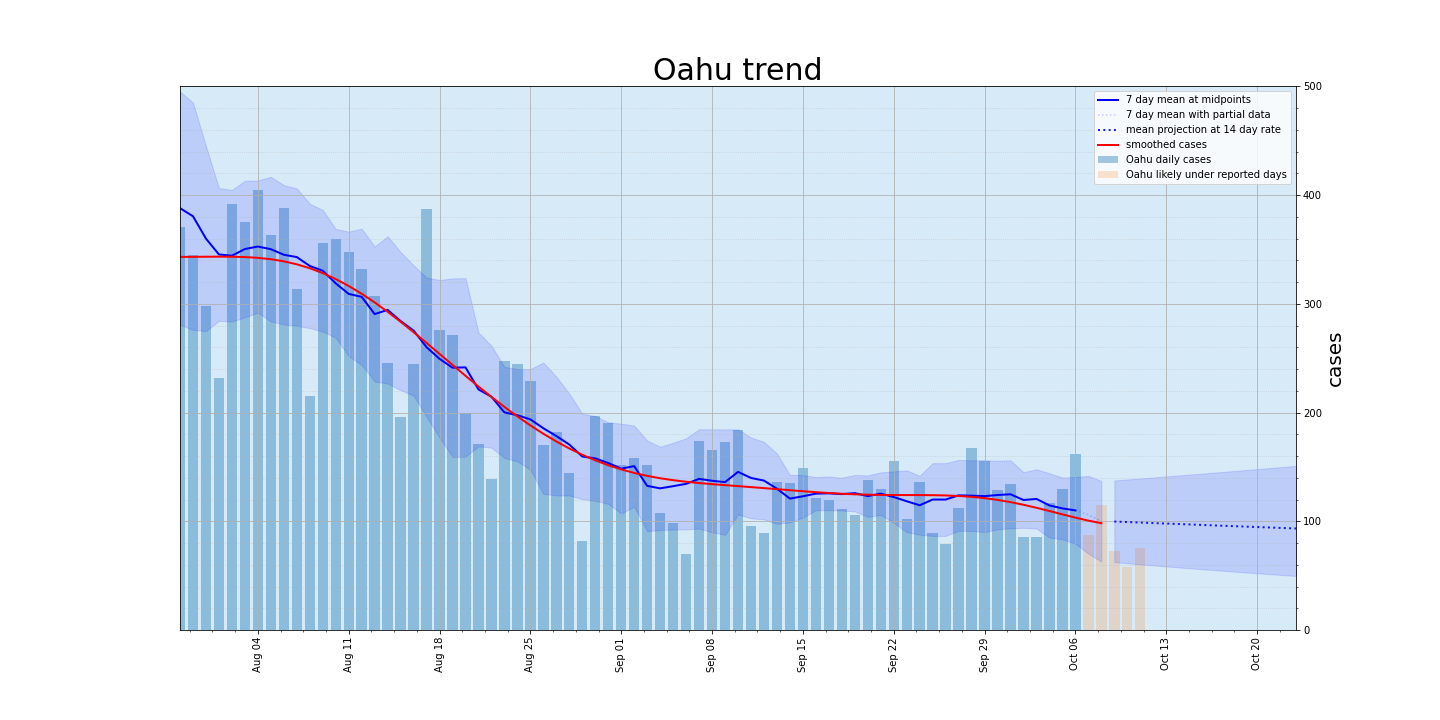 Oahu trend
7 day mean at midpoints
7 day mean with partial data
mean projection at 14 day rate
smoothed cases
Oahu daily cases
Oahu likely under reported days
500
400
300
200
100
0
cases
Aug 04
Aug 11
Aug 18
Aug 25
Sep 01
Sep 08
Sep 15
Sep 22
Sep 29
Oct 06
Oct 13
Oct 20